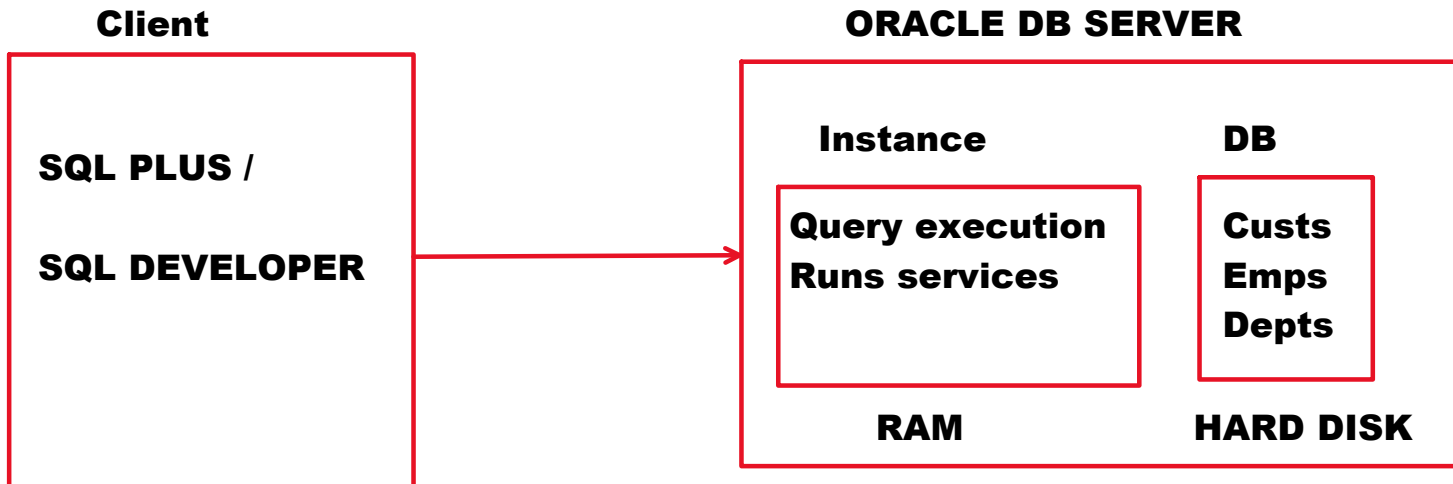 Client
ORACLE DB SERVER
SQL PLUS /
SQL DEVELOPER
Instance
DB
Query execution
Runs services
Custs
Emps
Depts
RAM
HARD DISK